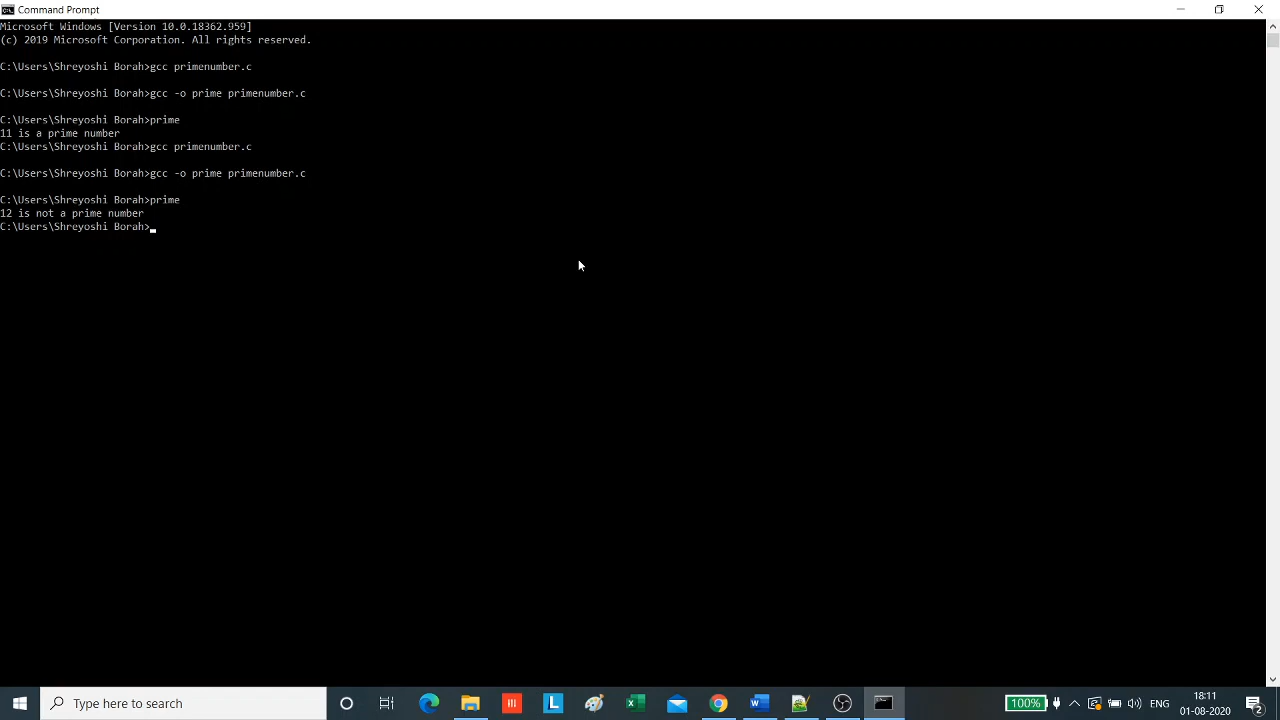 Command Prompt
Microsoft Windows [Version 10.0.18362.959]
(c) 2019 Microsoft Corporation. All rights reserved.
C:\Users\Shreyoshi Borah>gcc primenumber.c
C:\Users\Shreyoshi Borah>gcc -o prime primenumber.c
C:\Users\Shreyoshi Borah>prime
11 is a prime number
C:\Users\Shreyoshi Borah>gcc primenumber.c
C:\Users\Shreyoshi Borah>gcc -o prime primenumber.c
C:\Users\Shreyoshi Borah>prime
12 is not a prime number
C:\Users\Shreyoshi Borah>
Type here to search
L
100%
ENG
18:11
01-08-2020
2